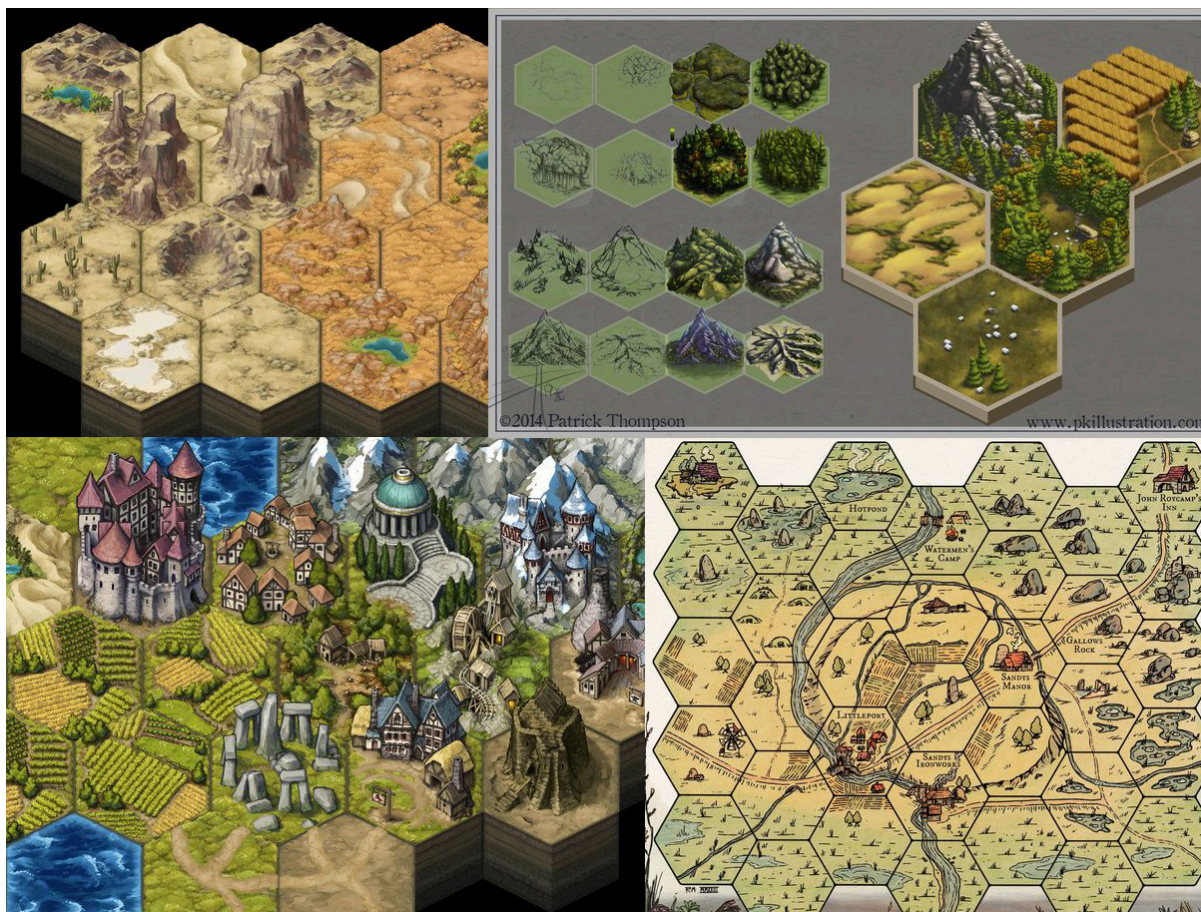 ©2014 Patrick Thompson
www.pkillustration.com
Hotpond
John Roycamp
Inn
Watermen's
Camp
Gallows
Rock
Sandys
Manor
Littleport
Sandys
Ironworks